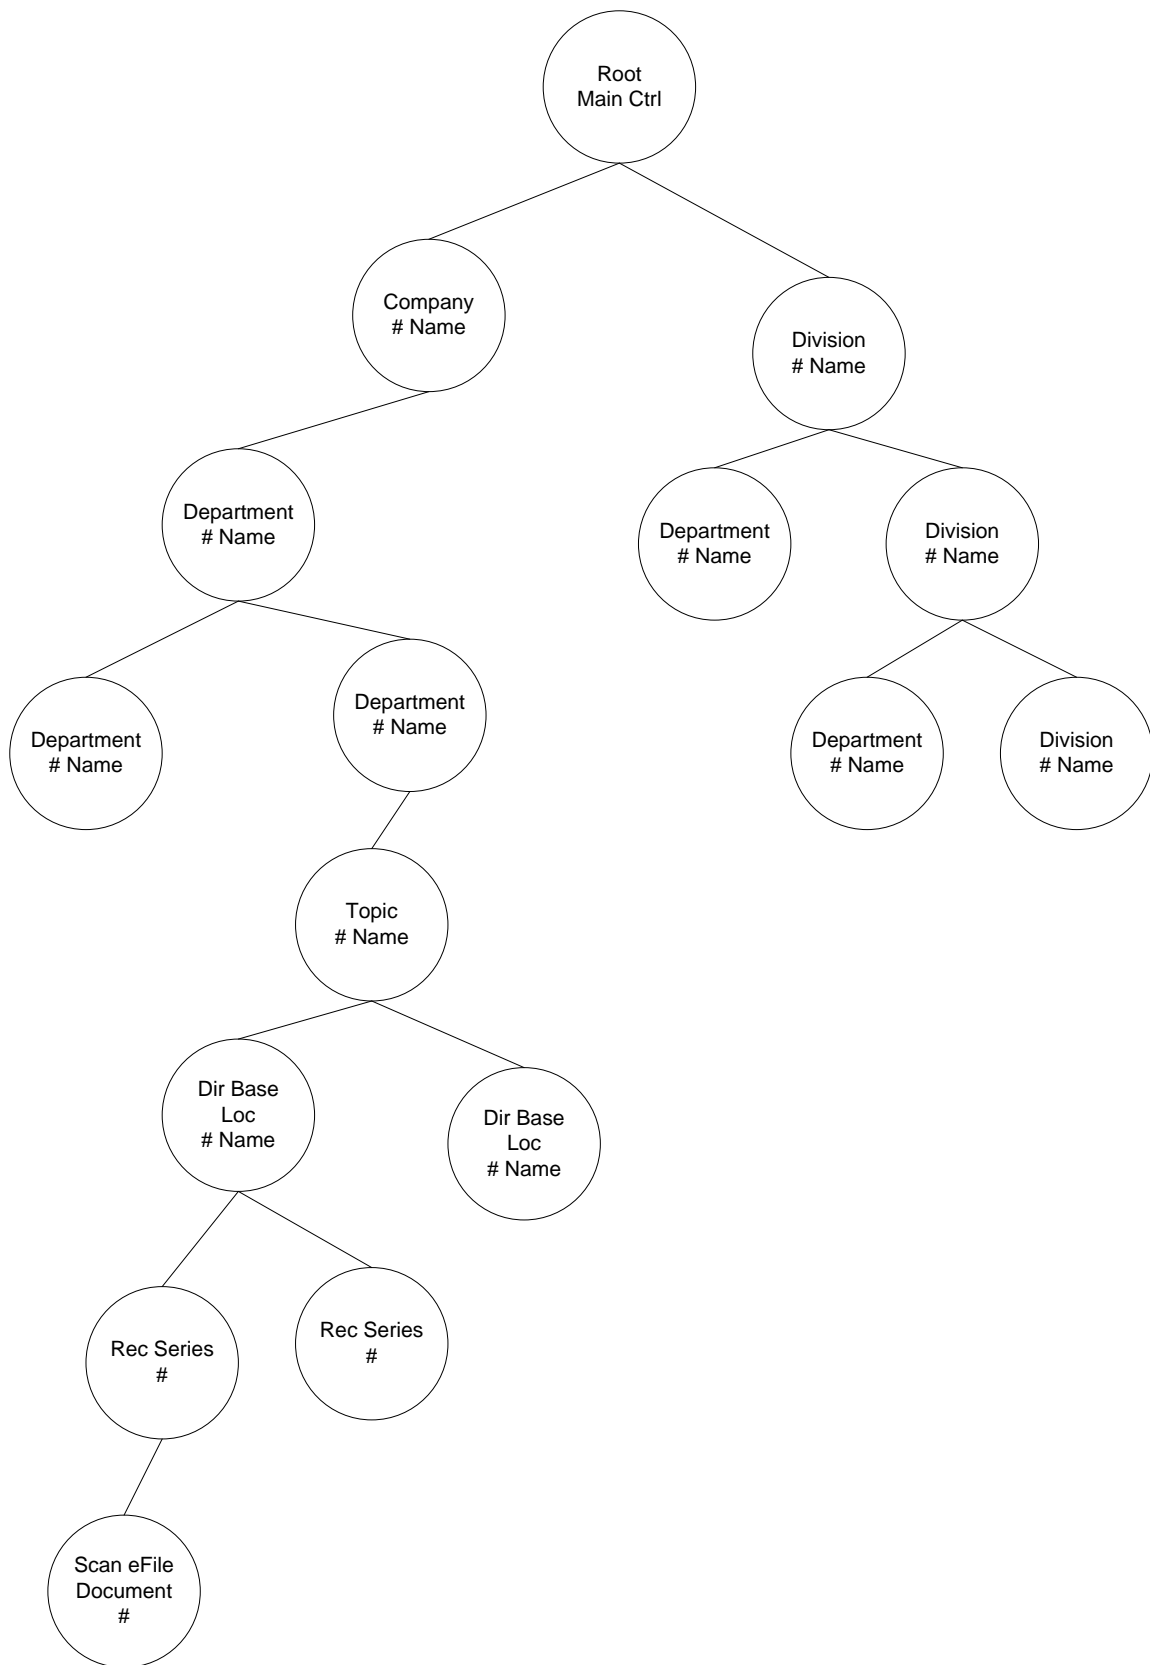 Root
Main Ctrl
Company
# Name
Division
# Name
Department
# Name
Department
# Name
Division
# Name
Department
# Name
Department
# Name
Department
# Name
Division
# Name
Topic
# Name
Dir Base
Loc
# Name
Dir Base
Loc
# Name
Rec Series
#
Rec Series
#
Scan eFile
Document
#